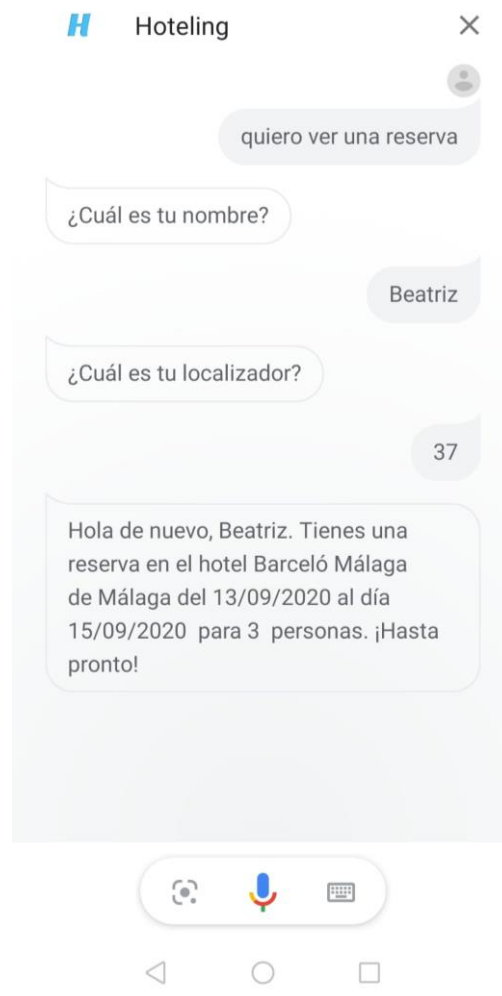 H Hoteling
quiero ver una reserva
¿Cuál es tu nombre?
Beatriz
¿Cuál es tu localizador?
37
Hola de nuevo, Beatriz. Tienes una
reserva en el hotel Barceló Málaga
de Málaga del 13/09/2020 al día
15/09/2020  para 3  personas. ¡Hasta
pronto!